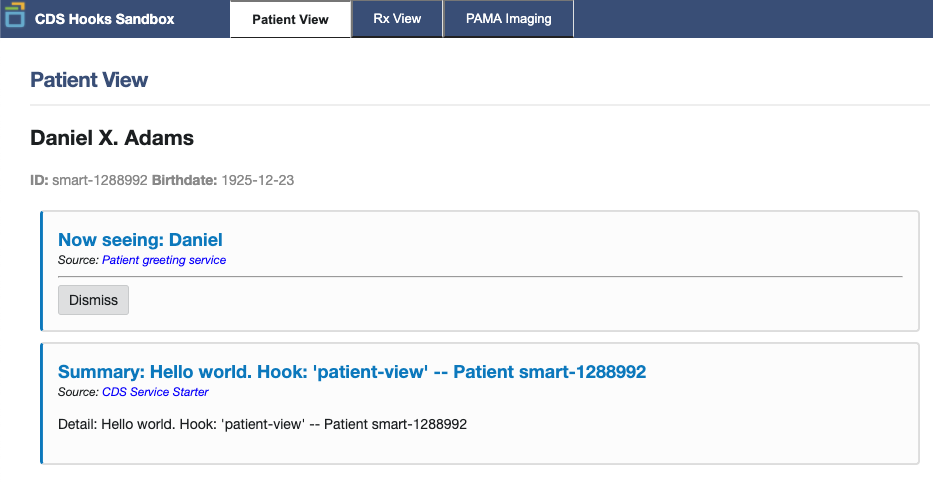 CDS Hooks Sandbox
Patient View
Rx View
PAMA Imaging
Patient View
Daniel X. Adams
ID: smart-1288992 Birthdate: 1925-12-23
Now seeing: Daniel
Source: Patient greeting service
Dismiss
Summary: Hello world. Hook: 'patient-view' -- Patient smart-1288992
Source: CDS Service Starter
Detail: Hello world. Hook: 'patient-view' -- Patient smart-1288992